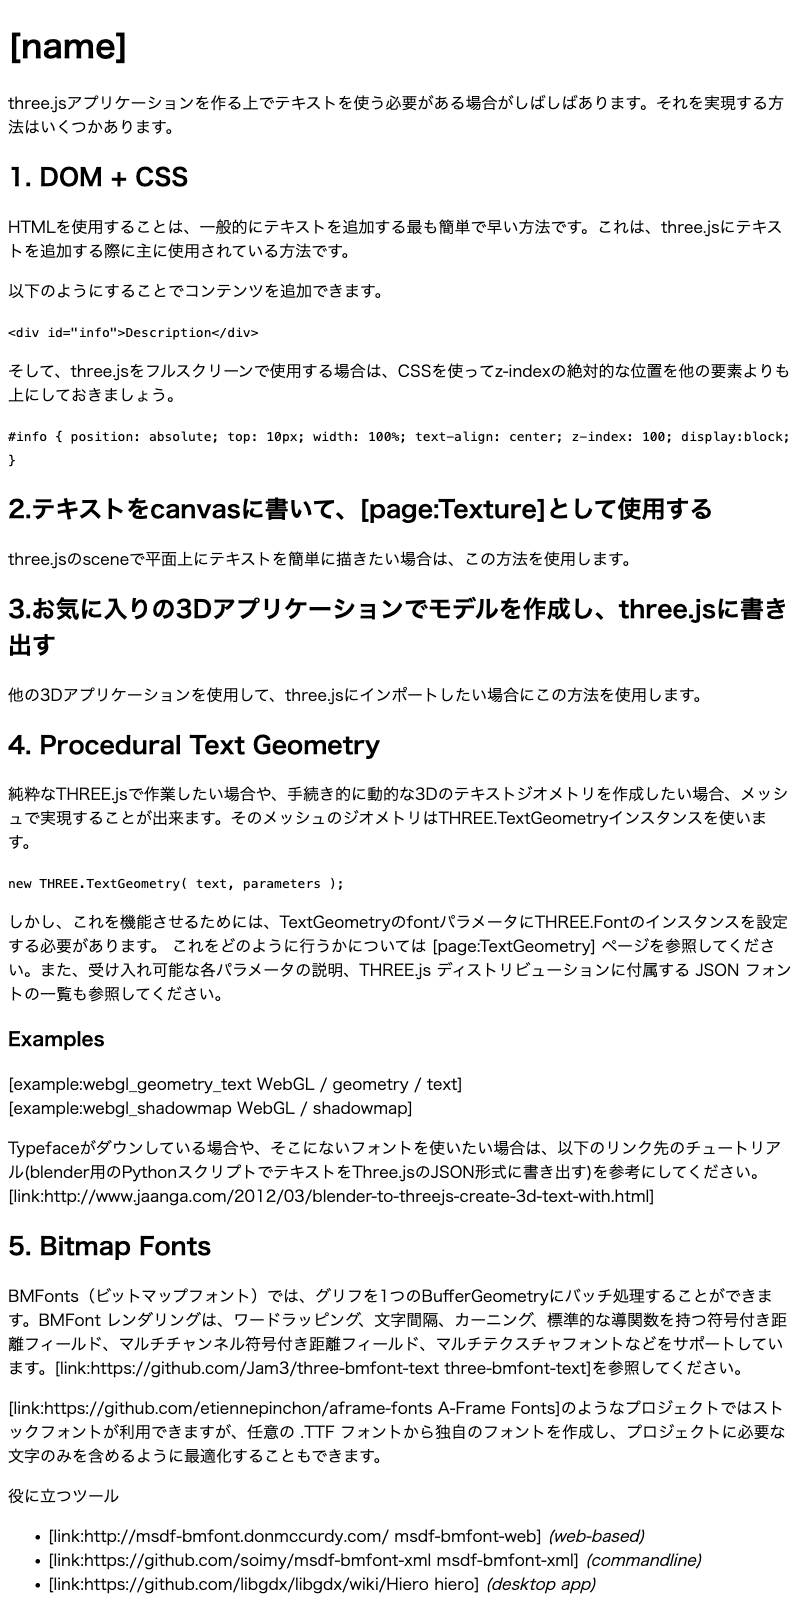 [name]
three.jsアプリケーションを作る上でテキストを使う必要がある場合がしばしばあります。それを実現する方
法はいくつかあります。
1. DOM + CSS
HTMLを使用することは、一般的にテキストを追加する最も簡単で早い方法です。これは、three.jsにテキス
トを追加する際に主に使用されている方法です。
以下のようにすることでコンテンツを追加できます。
<div id="info">Description</div>
そして、three.jsをフルスクリーンで使用する場合は、CSSを使ってz-indexの絶対的な位置を他の要素よりも
上にしておきましょう。
#info { position: absolute; top: 10px; width: 100%; text-align: center; z-index: 100; display:block;
}
2.テキストをcanvasに書いて、[page:Texture]として使用する
three.jsのsceneで平面上にテキストを簡単に描きたい場合は、この方法を使用します。
3.お気に入りの3Dアプリケーションでモデルを作成し、three.jsに書き
出す
他の3Dアプリケーションを使用して、three.jsにインポートしたい場合にこの方法を使用します。
4. Procedural Text Geometry
純粋なTHREE.jsで作業したい場合や、手続き的に動的な3Dのテキストジオメトリを作成したい場合、メッシ
ュで実現することが出来ます。そのメッシュのジオメトリはTHREE.TextGeometryインスタンスを使いま
す。
new THREE.TextGeometry( text, parameters );
しかし、これを機能させるためには、TextGeometryのfontパラメータにTHREE.Fontのインスタンスを設定
する必要があります。 これをどのように行うかについては [page:TextGeometry] ページを参照してくださ
い。また、受け入れ可能な各パラメータの説明、THREE.js ディストリビューションに付属する JSON フォン
トの一覧も参照してください。
Examples
[example:webgl_geometry_text WebGL / geometry / text]
[example:webgl_shadowmap WebGL / shadowmap]
Typefaceがダウンしている場合や、そこにないフォントを使いたい場合は、以下のリンク先のチュートリア
ル(blender用のPythonスクリプトでテキストをThree.jsのJSON形式に書き出す)を参考にしてください。
[link:http://www.jaanga.com/2012/03/blender-to-threejs-create-3d-text-with.html]
5. Bitmap Fonts
BMFonts（ビットマップフォント）では、グリフを1つのBufferGeometryにバッチ処理することができま
す。BMFont レンダリングは、ワードラッピング、文字間隔、カーニング、標準的な導関数を持つ符号付き距
離フィールド、マルチチャンネル符号付き距離フィールド、マルチテクスチャフォントなどをサポートしてい
ます。[link:https://github.com/Jam3/three-bmfont-text three-bmfont-text]を参照してください。
[link:https://github.com/etiennepinchon/aframe-fonts A-Frame Fonts]のようなプロジェクトではスト
ックフォントが利用できますが、任意の .TTF フォントから独自のフォントを作成し、プロジェクトに必要な
文字のみを含めるように最適化することもできます。
役に立つツール
• [link:http://msdf-bmfont.donmccurdy.com/ msdf-bmfont-web] (web-based)
• [link:https://github.com/soimy/msdf-bmfont-xml msdf-bmfont-xml] (commandline)
• [link:https://github.com/libgdx/libgdx/wiki/Hiero hiero] (desktop app)